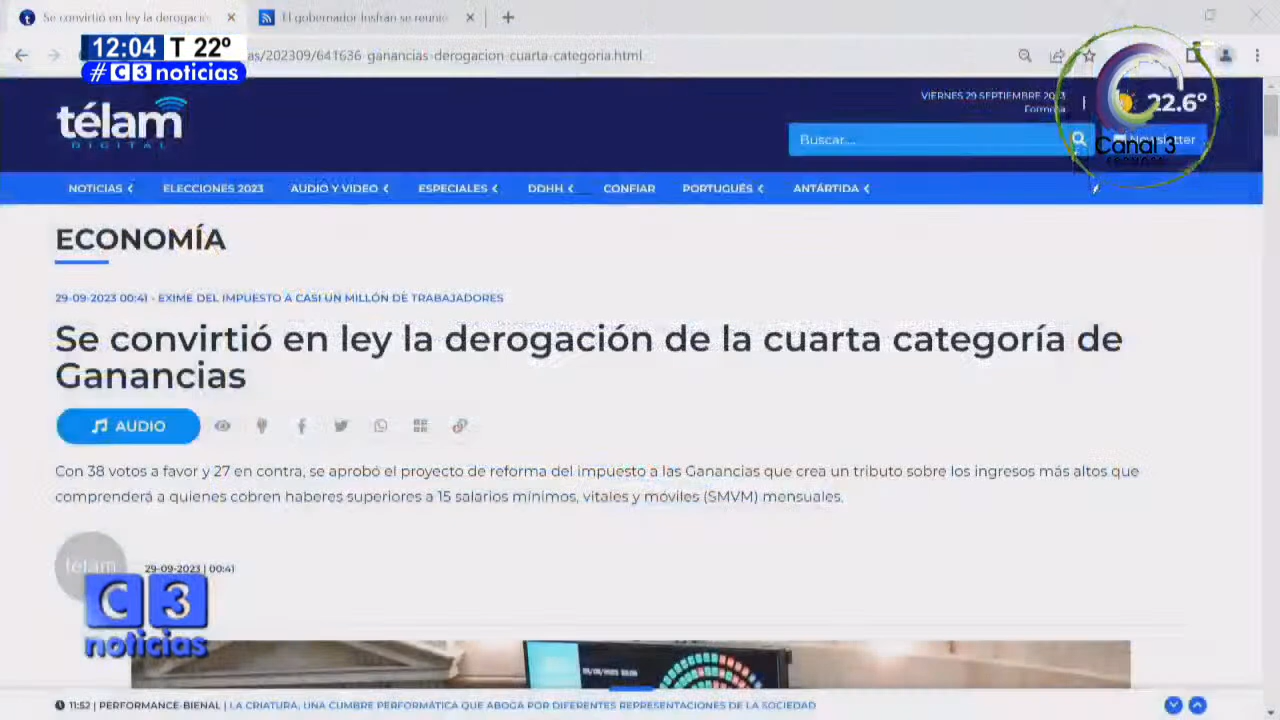 Se convirtió en ley la derogació
El gobernador Insfrán se reunió
12:04 T 22º
#C3 noticias
as/202309/641636-ganancias-derogacion-cuarta-categoria.html
télam
DIGITAL
VIERNES 29 SEPTIEMBRE 2023
Formosa
22.6º
Buscar...
Newsletter
Canal 3
FORMOSA
NOTICIAS
ELECCIONES 2023
AUDIO Y VIDEO
ESPECIALES
DDHH
CONFIAR
PORTUGUÊS
ANTÁRTIDA
ECONOMÍA
29-09-2023 00:41 - EXIME DEL IMPUESTO A CASI UN MILLÓN DE TRABAJADORES
Se convirtió en ley la derogación de la cuarta categoría de
Ganancias
AUDIO
Con 38 votos a favor y 27 en contra, se aprobó el proyecto de reforma del impuesto a las Ganancias que crea un tributo sobre los ingresos más altos que
comprenderá a quienes cobren haberes superiores a 15 salarios mínimos, vitales y móviles (SMVM) mensuales.
télam
29-09-2023 | 00:41
C3
noticias
11:52 | PERFORMANCE-BIENAL | LA CRIATURA, UNA CUMBRE PERFORMÁTICA QUE ABOGA POR DIFERENTES REPRESENTACIONES DE LA SOCIEDAD